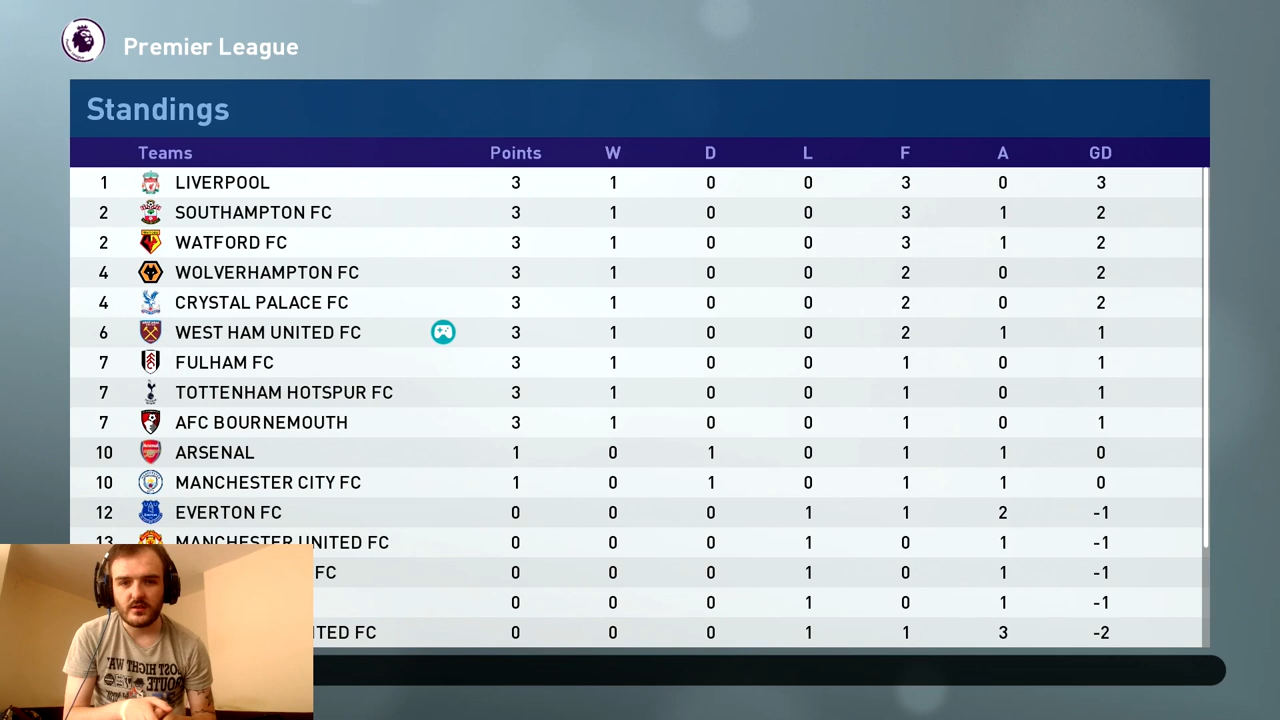 Premier League
Standings
Teams Points W D L F A GD
1 LIVERPOOL 3 1 0 0 3 0 3
2 SOUTHAMPTON FC 3 1 0 0 3 1 2
2 WATFORD FC 3 1 0 0 3 1 2
4 WOLVERHAMPTON FC 3 1 0 0 2 0 2
4 CRYSTAL PALACE FC 3 1 0 0 2 0 2
6 WEST HAM UNITED FC 3 1 0 0 2 1 1
7 FULHAM FC 3 1 0 0 1 0 1
7 TOTTENHAM HOTSPUR FC 3 1 0 0 1 0 1
7 AFC BOURNEMOUTH 3 1 0 0 1 0 1
10 ARSENAL 1 0 1 0 1 1 0
10 MANCHESTER CITY FC 1 0 1 0 1 1 0
12 EVERTON FC 0 0 0 1 1 2 -1
13 MANCHESTER UNITED FC 0 0 0 1 0 1 -1
FC 0 0 0 1 0 1 -1
0 0 0 1 0 1 -1
ITED FC 0 0 0 1 1 3 -2